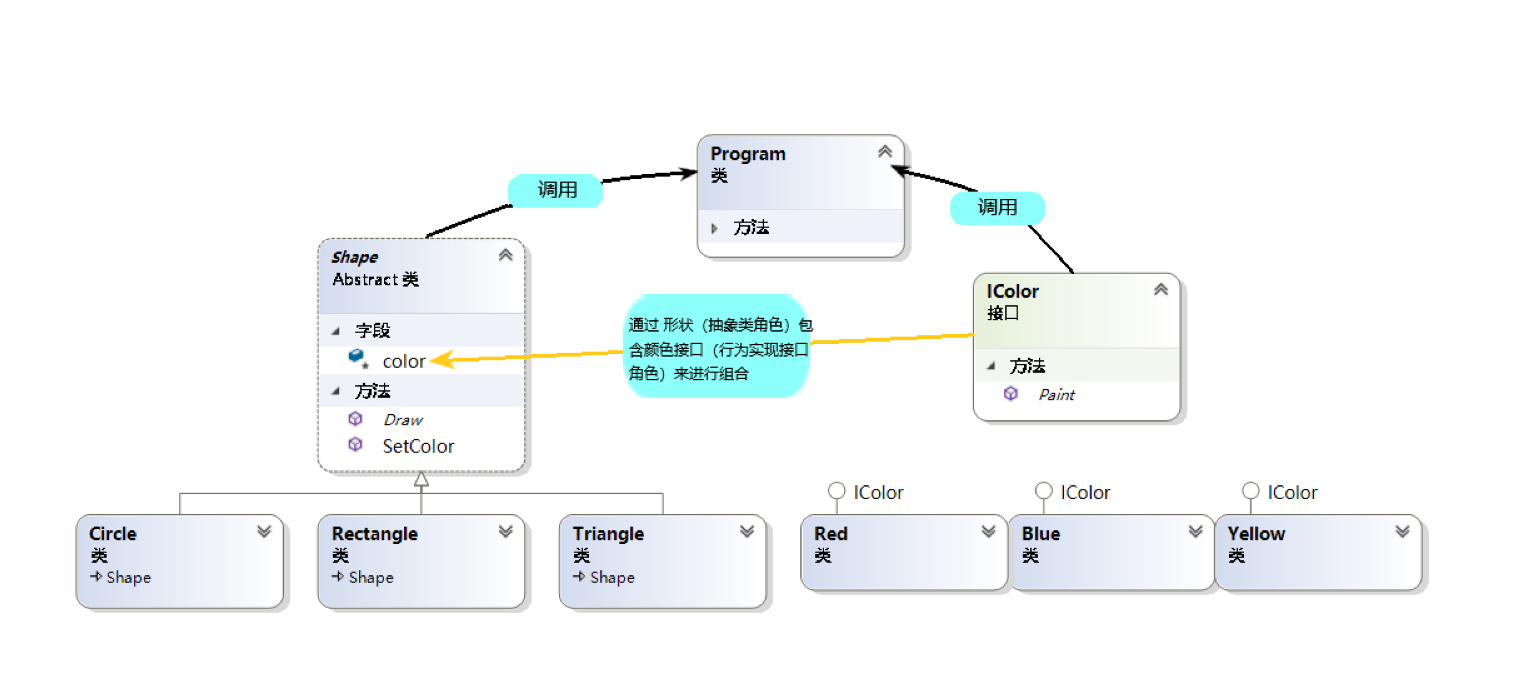 Program
类
方法
调用
调用
Shape
Abstract 类
字段
color
方法
Draw
SetColor
通过 形状（抽象类角色）包
含颜色接口（行为实现接口
角色）来进行组合
IColor
接口
方法
Paint
Circle
类
Shape
Rectangle
类
Shape
Triangle
类
Shape
IColor
Red
类
IColor
Blue
类
IColor
Yellow
类